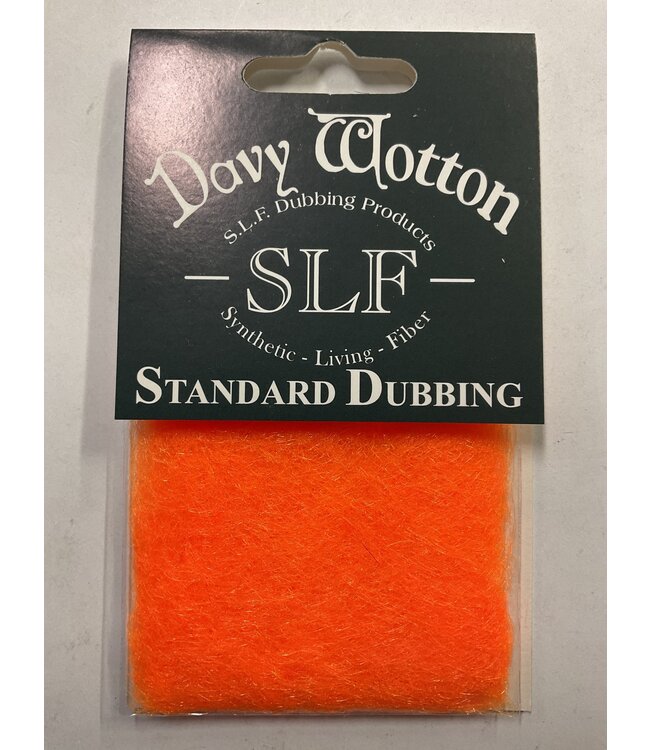 Davy Wotton
S.L.F. Dubbing Products
- SLF -
Synthetic - Living - Fiber
STANDARD DUBBING